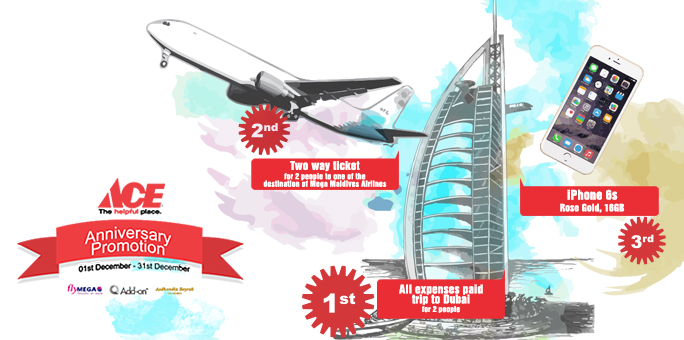 2nd
Two way ticket
for 2 people to one of the
destination of Mega Maldives Airlines
iPhone 6s
Rose Gold, 16GB
3rd
ACE
The helpful place.
Anniversary
Promotion
01st December - 31st December
flyMEGA
Add-on
1st
All expenses paid
trip to Dubai
for 2 people